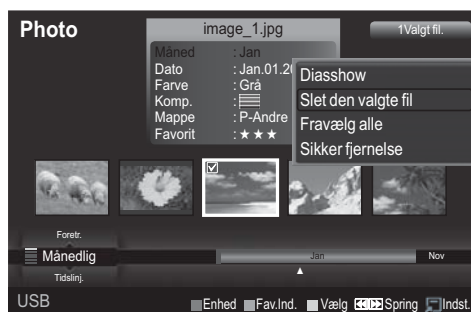 Photo
image_1.jpg
1Valgt fil.
Måned : Jan
Dato : Jan.01.20
Farve : Grå
Komp. :
Mappe : P-Andre
Favorit : ★ ★ ★
Diasshow
Slet den valgte fil
Fravælg alle
Sikker fjernelse
Foretr.
Månedlig
Jan
Nov
Tidslinj.
USB
Enhed
Fav.Ind.
Vælg
Spring
Indst.